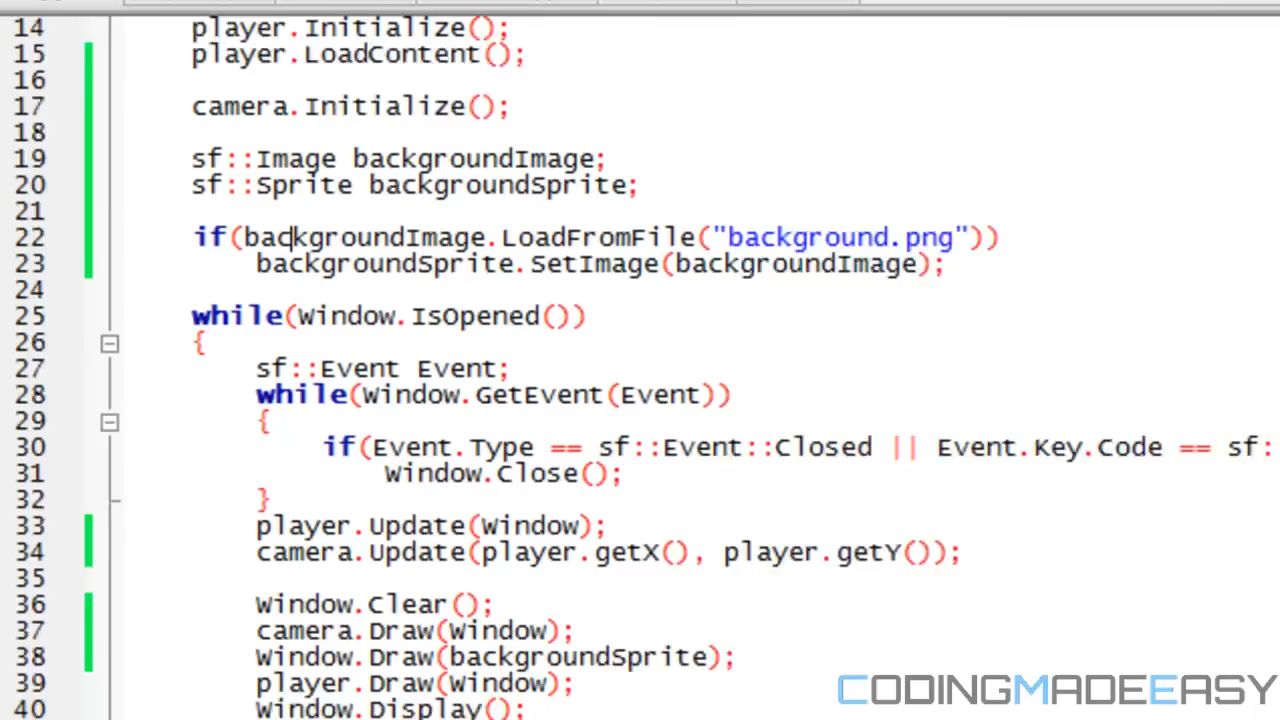 14 player.Initialize();
15 player.LoadContent();
16
17 camera.Initialize();
18
19 sf::Image backgroundImage;
20 sf::Sprite backgroundSprite;
21
22 if(backgroundImage.LoadFromFile("background.png"))
23 backgroundSprite.SetImage(backgroundImage);
24
25 while(Window.IsOpened())
26 {
27 sf::Event Event;
28 while(Window.GetEvent(Event))
29 {
30 if(Event.Type == sf::Event::Closed || Event.Key.Code == sf:
31 Window.Close();
32 }
33 player.Update(Window);
34 camera.Update(player.getX(), player.getY());
35
36 Window.Clear();
37 camera.Draw(Window);
38 Window.Draw(backgroundSprite);
39 player.Draw(Window);
40 Window.Display();
CODINGMADEEASY